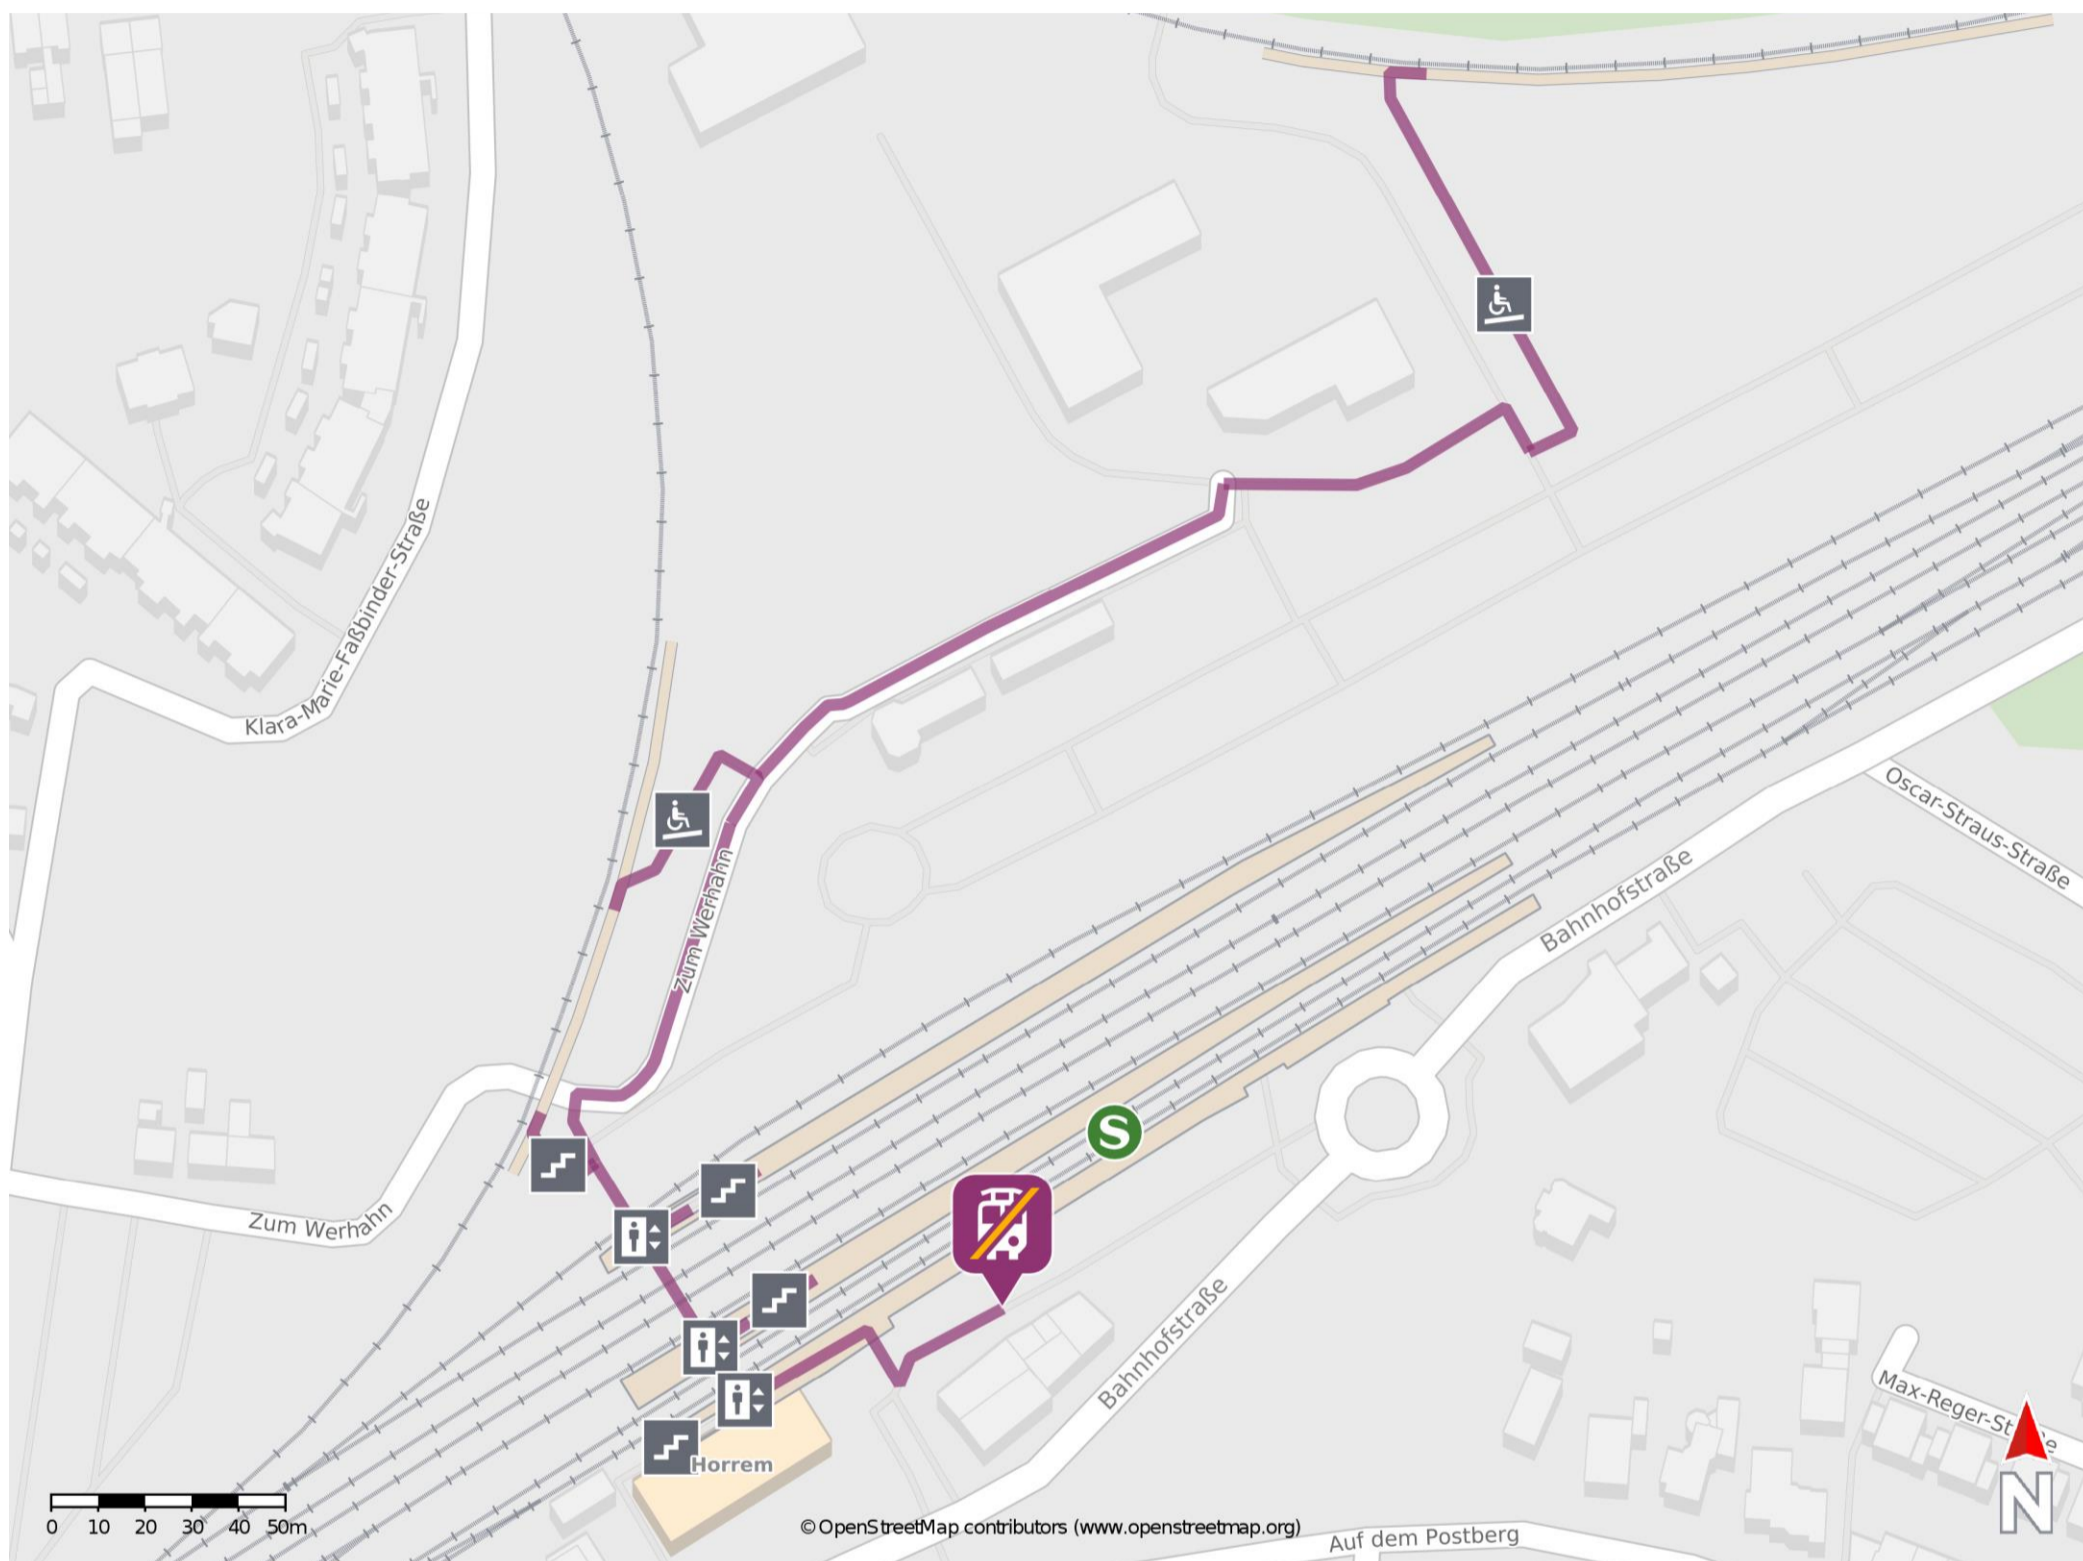 Klara-Marie-Faßbinder-Straße
Oscar-Straus-Straße
Zum Werhahn
Bahnhofstraße
S
Zum Werhahn
Bahnhofstraße
Max-Reger-Straße
Horrem
N
0 10 20 30 40 50m
© OpenStreetMap contributors (www.openstreetmap.org)
Auf dem Postberg